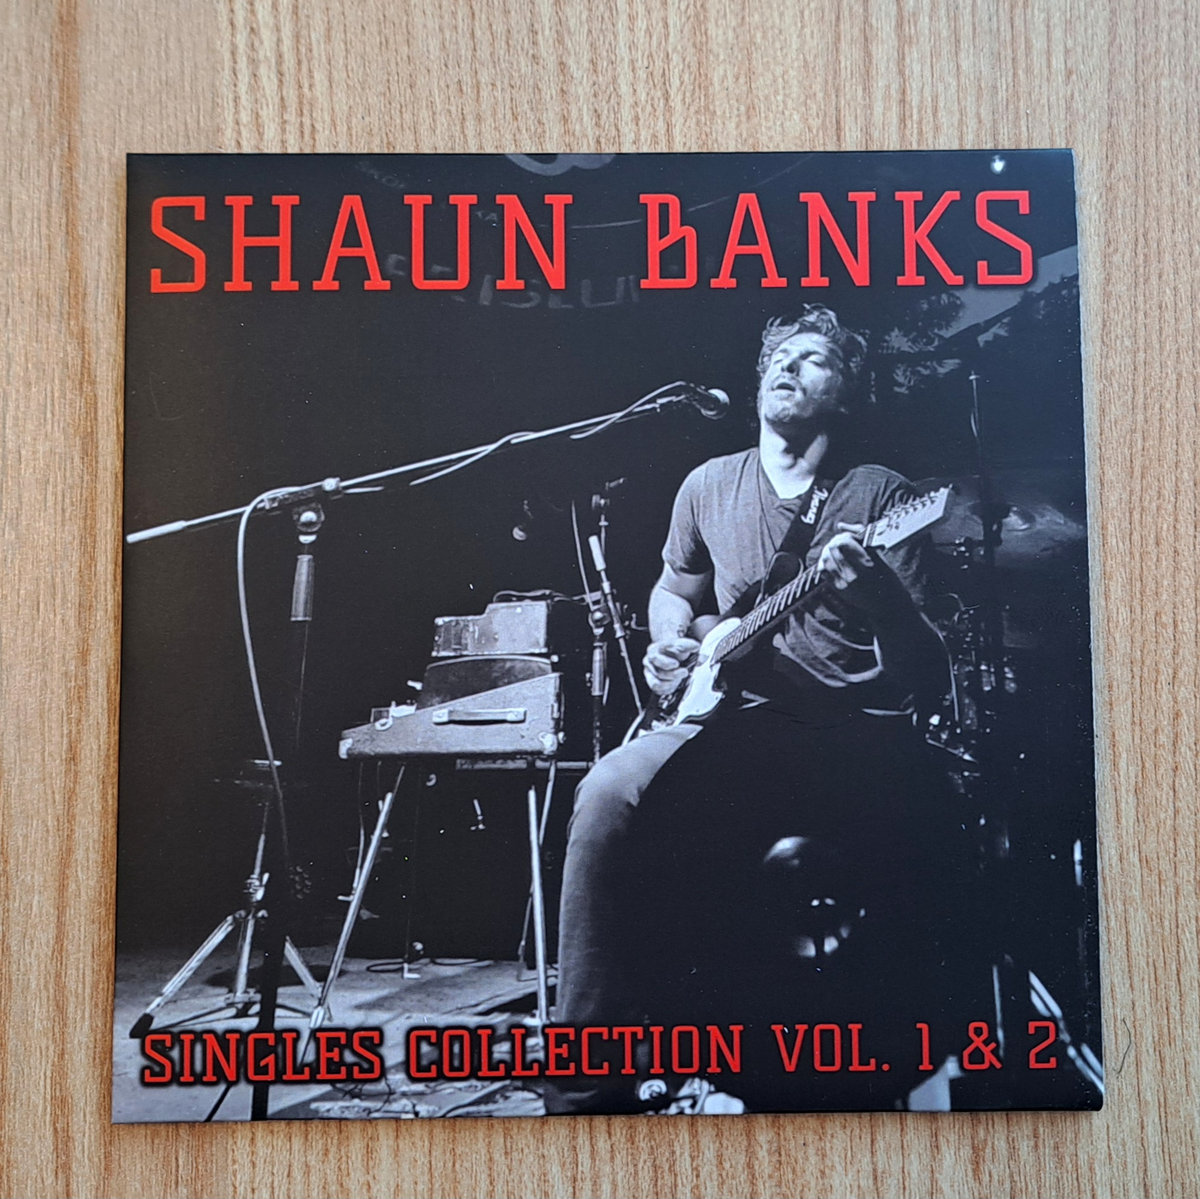 SHAUN BANKS
SINGLES COLLECTION VOL. 1 & 2